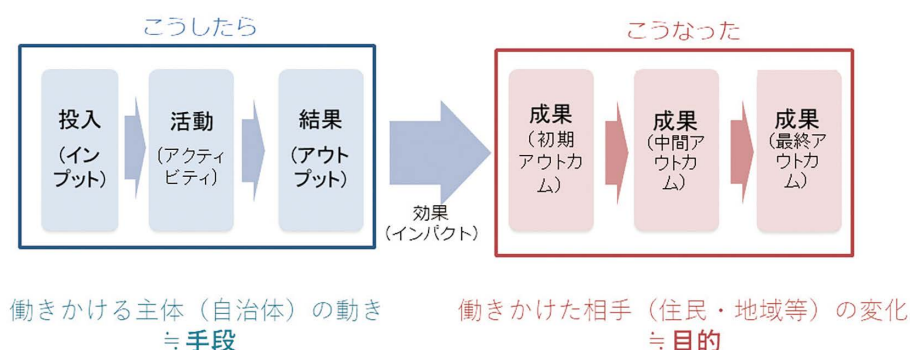 こうしたら
こうなった
投入
(イン
プット)
活動
(アクティ
ビティ)
結果
(アウト
プット)
効果
(インパクト)
成果
(初期
アウトカ
ム)
成果
(中間ア
ウトカ
ム)
成果
(最終ア
ウトカ
ム)
働きかける主体（自治体）の動き
≒手段
働きかけた相手（住民・地域等）の変化
≒目的